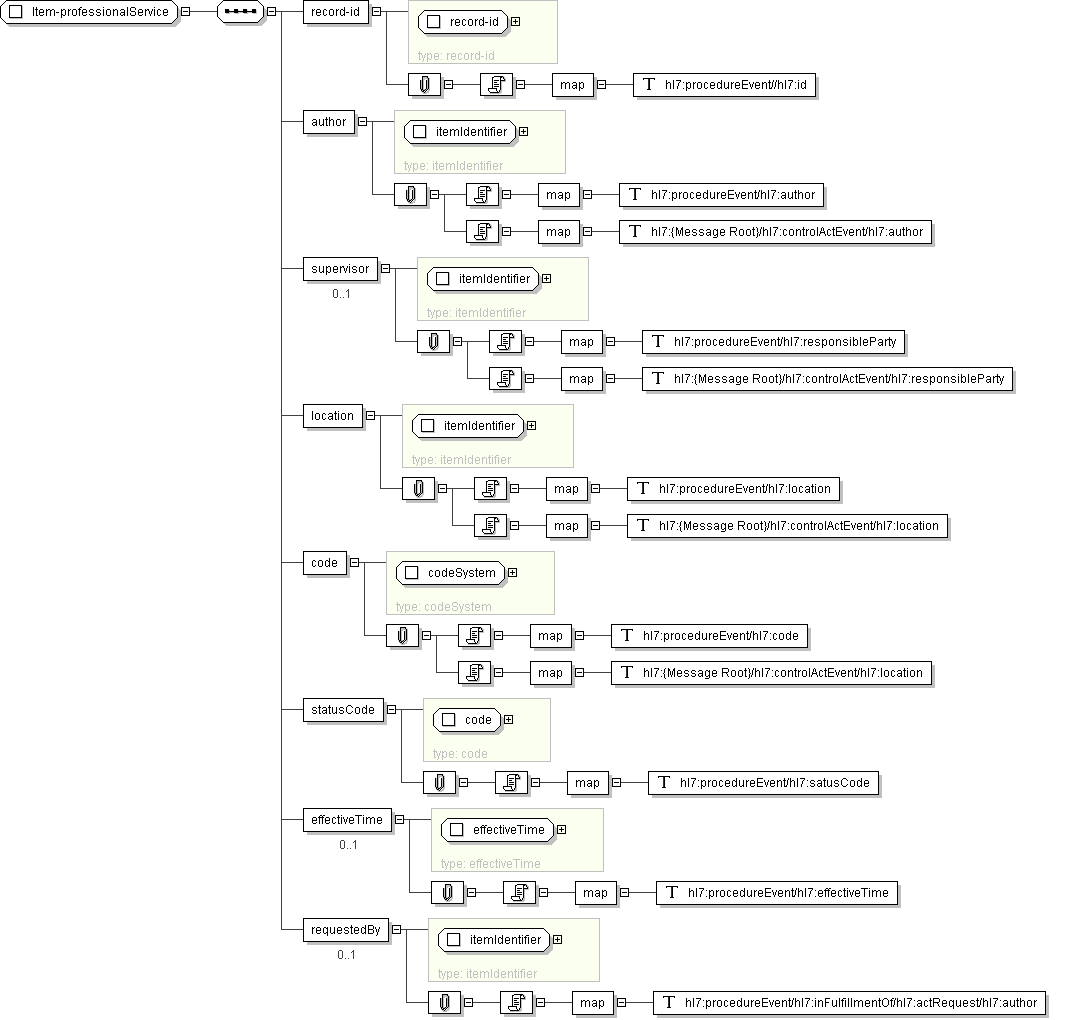 Item-professionalService
record-id
record-id
type: record-id
map
hl7:procedureEvent//hl7:id
author
itemIdentifier
type: itemIdentifier
map
hl7:procedureEvent/hl7:author
map
hl7:{Message Root}/hl7:controlActEvent/hl7:author
supervisor
0..1
itemIdentifier
type: itemIdentifier
map
hl7:procedureEvent/hl7:responsibleParty
map
hl7:{Message Root}/hl7:controlActEvent/hl7:responsibleParty
location
itemIdentifier
type: itemIdentifier
map
hl7:procedureEvent/hl7:location
map
hl7:{Message Root}/hl7:controlActEvent/hl7:location
code
codeSystem
type: codeSystem
map
hl7:procedureEvent/hl7:code
map
hl7:{Message Root}/hl7:controlActEvent/hl7:location
statusCode
code
type: code
map
hl7:procedureEvent/hl7:satusCode
effectiveTime
0..1
effectiveTime
type: effectiveTime
map
hl7:procedureEvent/hl7:effectiveTime
requestedBy
0..1
itemIdentifier
type: itemIdentifier
map
hl7:procedureEvent/hl7:inFulfillmentOf/hl7:actRequest/hl7:author